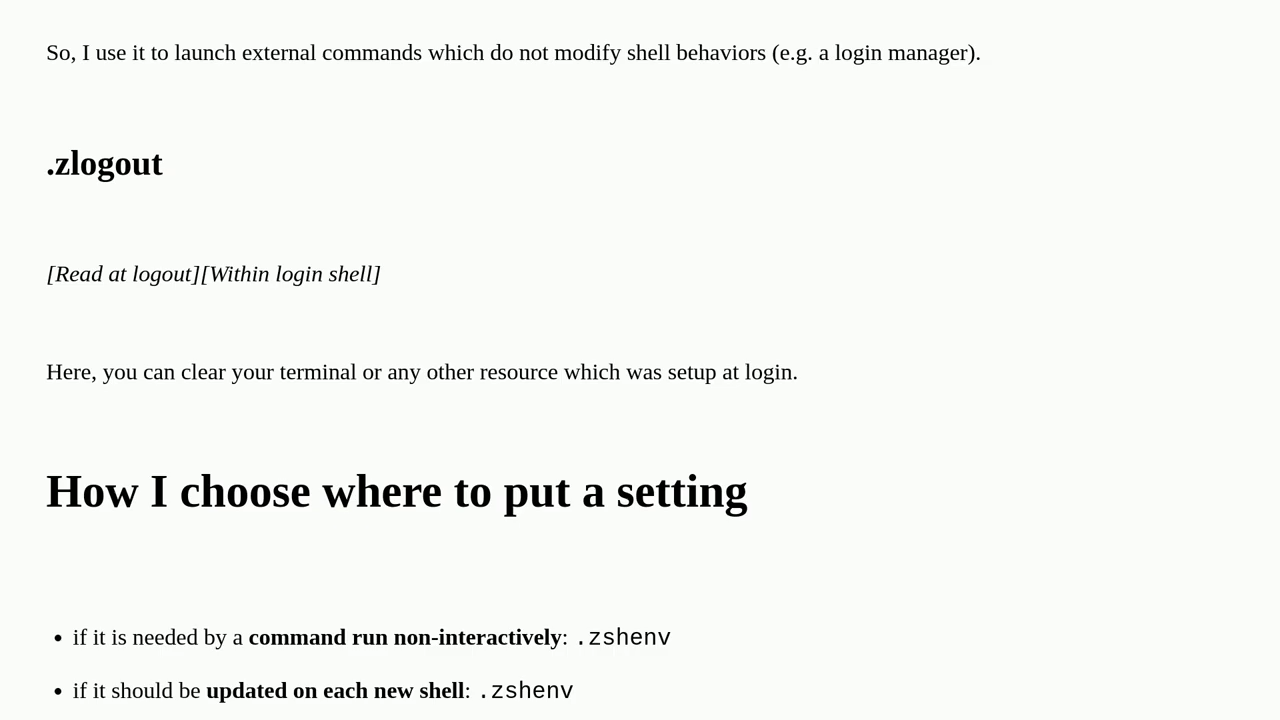 So, I use it to launch external commands which do not modify shell behaviors (e.g. a login manager).
.zlogout
[Read at logout][Within login shell]
Here, you can clear your terminal or any other resource which was setup at login.
How I choose where to put a setting
• if it is needed by a command run non-interactively: .zshenv
• if it should be updated on each new shell: .zshenv